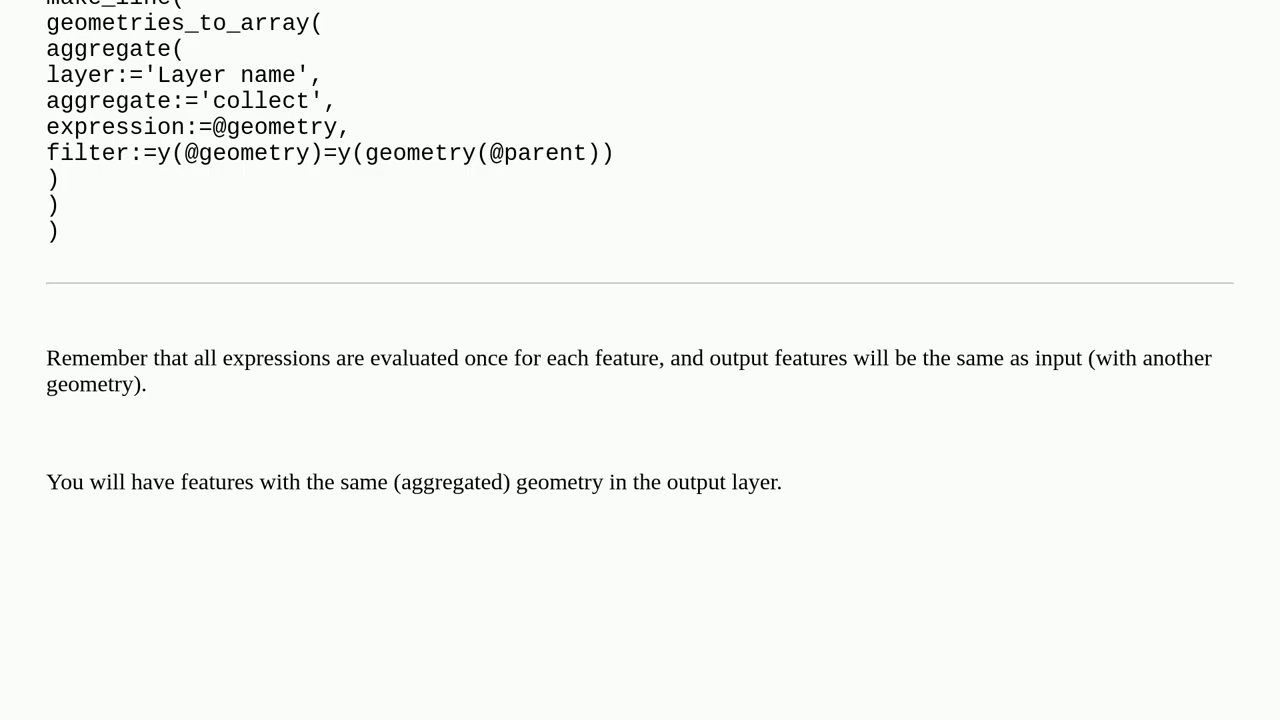 make_line(
geometries_to_array(
aggregate(
layer:='Layer name',
aggregate:='collect',
expression:=@geometry,
filter:=y(@geometry)=y(geometry(@parent))
)
)
)
Remember that all expressions are evaluated once for each feature, and output features will be the same as input (with another
geometry).
You will have features with the same (aggregated) geometry in the output layer.